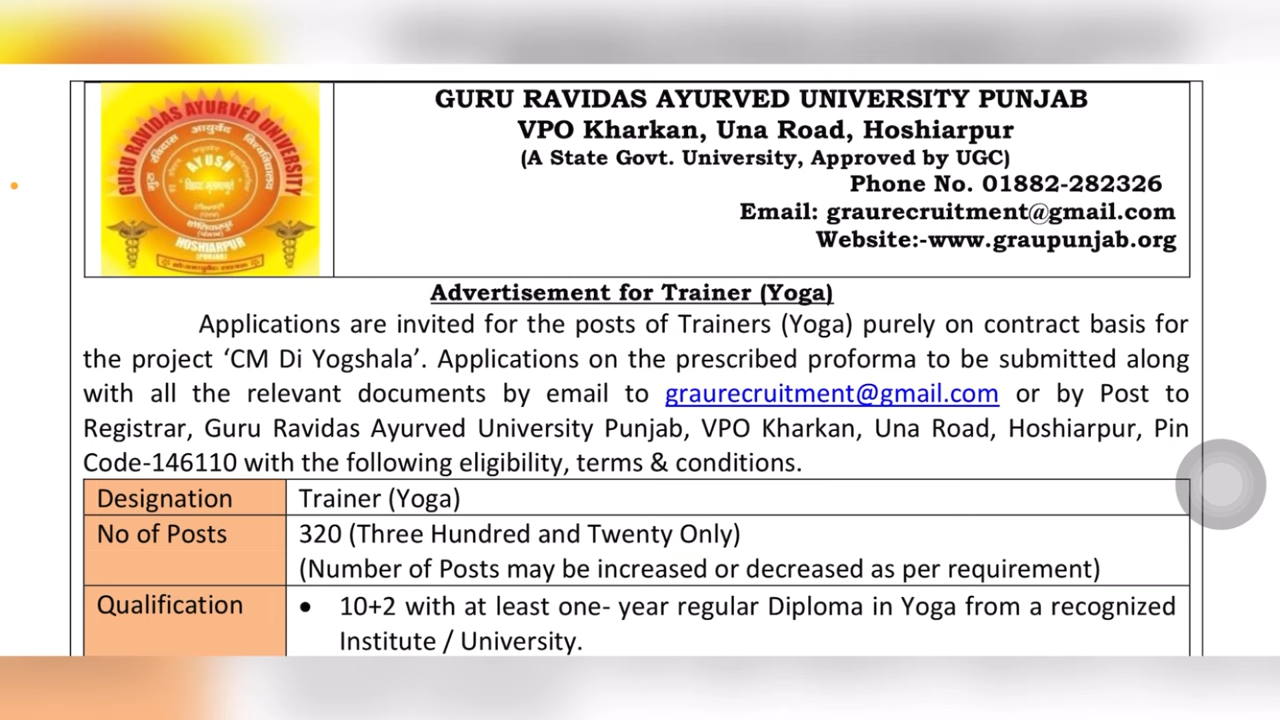 GURU RAVIDAS AYURVED UNIVERSITY
गुरु रविदास आयुर्वेद विश्वविद्यालय
AYUSH
होशियारपुर
(पंजाब)
HOSHIARPUR
(PUNJAB)
GURU RAVIDAS AYURVED UNIVERSITY PUNJAB
VPO Kharkan, Una Road, Hoshiarpur
(A State Govt. University, Approved by UGC)
Phone No. 01882-282326
Email: graurecruitment@gmail.com
Website:-www.graupunjab.org
Advertisement for Trainer (Yoga)
Applications are invited for the posts of Trainers (Yoga) purely on contract basis for
the project ‘CM Di Yogshala’. Applications on the prescribed proforma to be submitted along
with all the relevant documents by email to graurecruitment@gmail.com or by Post to
Registrar, Guru Ravidas Ayurved University Punjab, VPO Kharkan, Una Road, Hoshiarpur, Pin
Code-146110 with the following eligibility, terms & conditions.
Designation Trainer (Yoga)
No of Posts 320 (Three Hundred and Twenty Only)
(Number of Posts may be increased or decreased as per requirement)
Qualification • 10+2 with at least one- year regular Diploma in Yoga from a recognized
Institute / University.